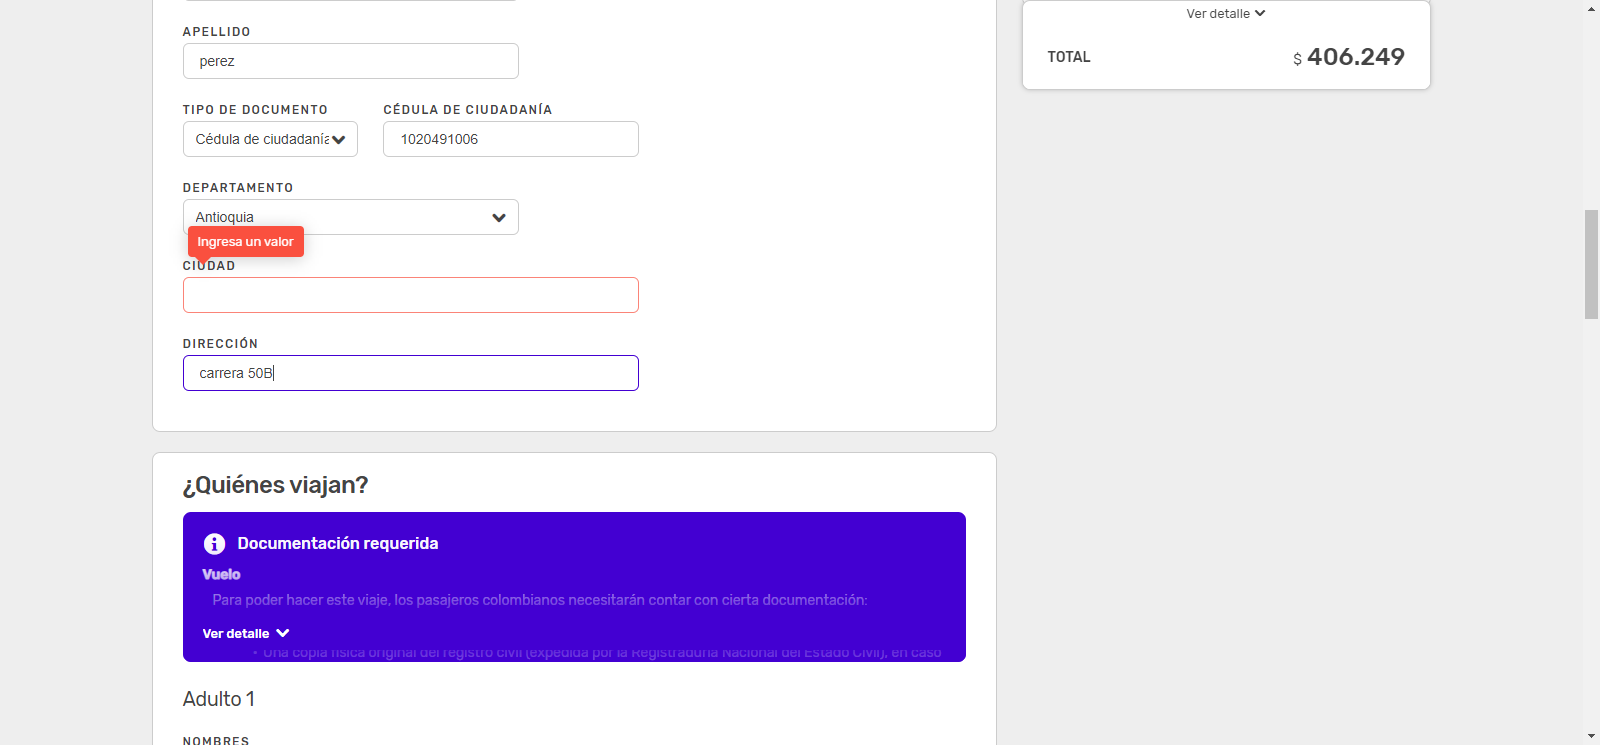 APELLIDO
perez
TIPO DE DOCUMENTO
CÉDULA DE CIUDADANÍA
Cédula de ciudadanía
1020491006
DEPARTAMENTO
Antioquia
Ingresa un valor
CIUDAD
DIRECCIÓN
carrera 50B
¿Quiénes viajan?
Documentación requerida
Vuelo
Para poder hacer este viaje, los pasajeros colombianos necesitarán contar con cierta documentación:
Ver detalle
• Una copia física original del registro civil (expedida por la Registraduría Nacional del Estado Civil), en caso
Adulto 1
NOMBRES
Ver detalle
TOTAL
$ 406.249